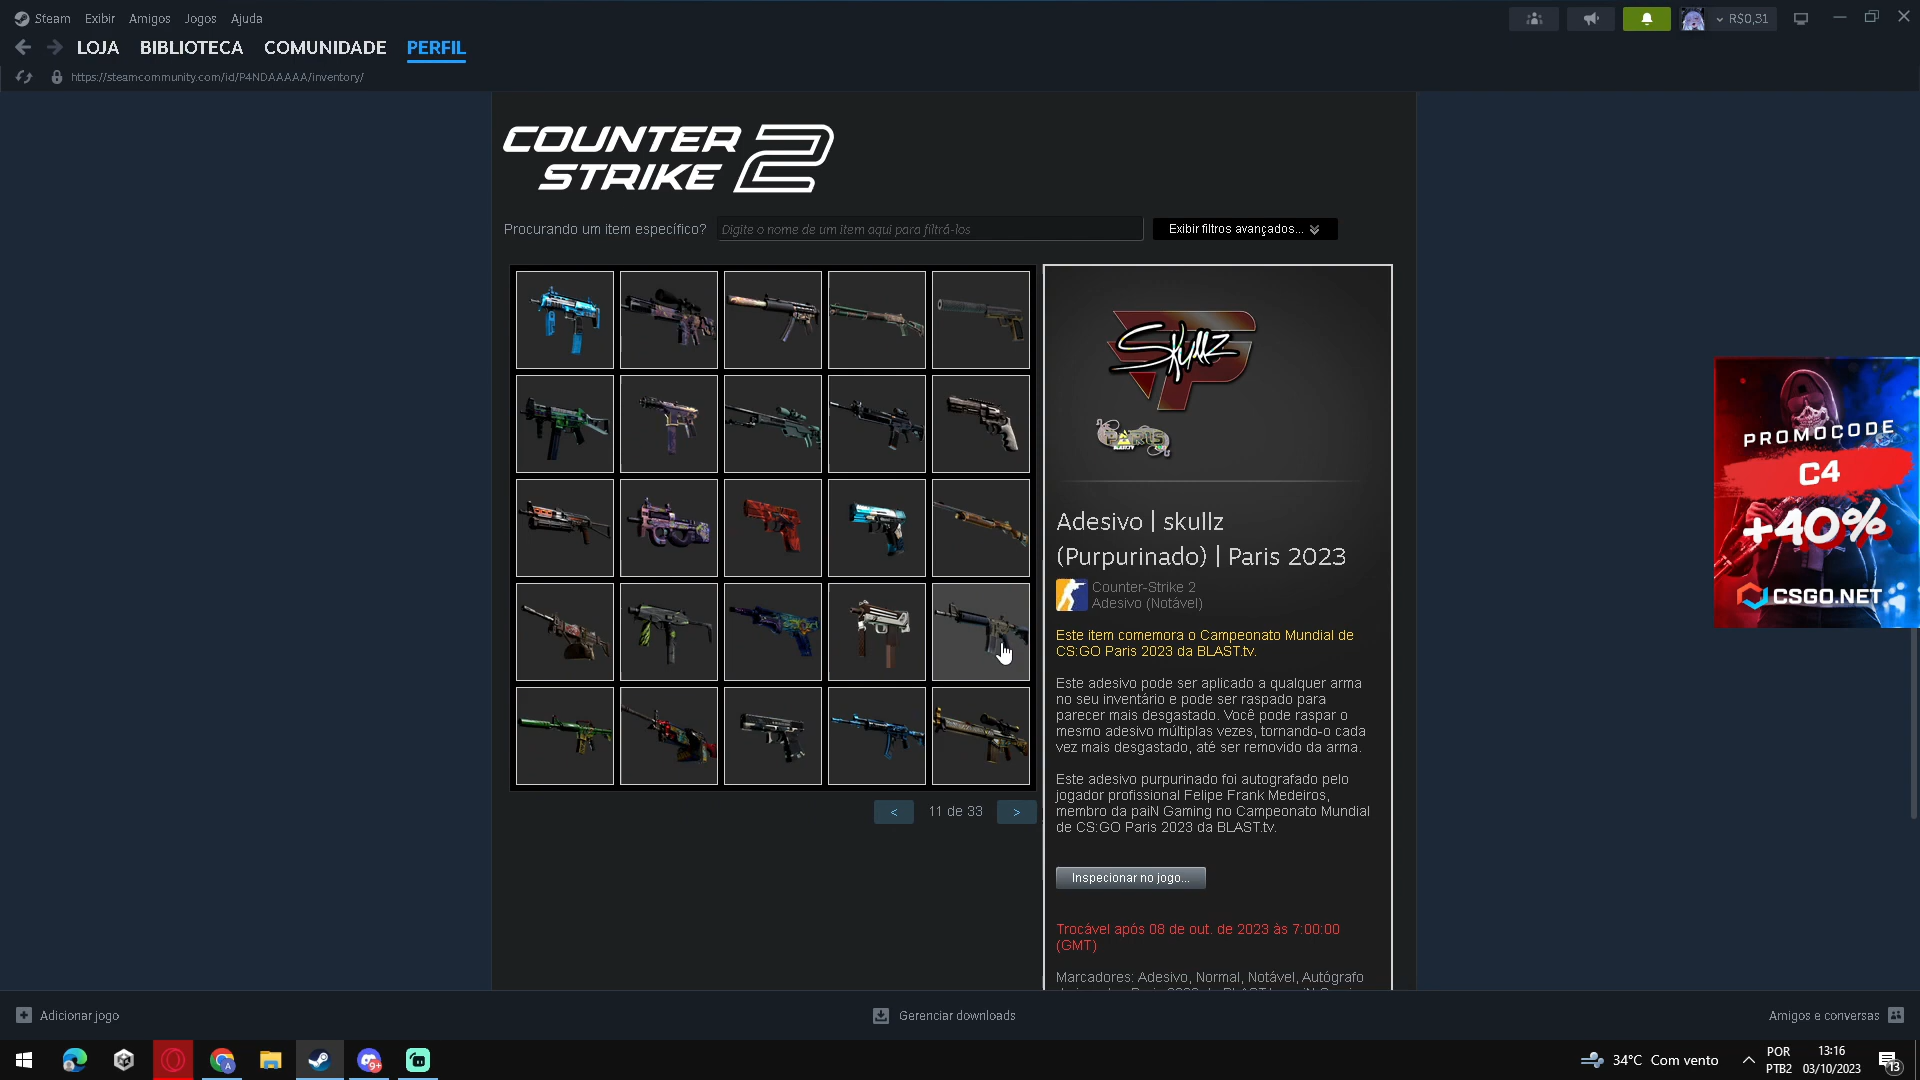 Steam Exibir Amigos Jogos Ajuda
R$0,31
LOJA BIBLIOTECA COMUNIDADE PERFIL
https://steamcommunity.com/id/P4NDAAAAA/inventory/
COUNTER
STRIKE 2
Procurando um item específico? Digite o nome de um item aqui para filtrá-los Exibir filtros avançados...
Skullz
PARIS
Adesivo | skullz
(Purpurinado) | Paris 2023
Counter-Strike 2
Adesivo (Notável)
Este item comemora o Campeonato Mundial de
CS:GO Paris 2023 da BLAST.tv.
Este adesivo pode ser aplicado a qualquer arma
no seu inventário e pode ser raspado para
parecer mais desgastado. Você pode raspar o
mesmo adesivo múltiplas vezes, tornando-o cada
vez mais desgastado, até ser removido da arma.
Este adesivo purpurinado foi autografado pelo
jogador profissional Felipe Frank Medeiros,
membro da paiN Gaming no Campeonato Mundial
de CS:GO Paris 2023 da BLAST.tv.
Inspecionar no jogo...
Trocável após 08 de out. de 2023 às 7:00:00
(GMT)
Marcadores: Adesivo, Normal, Notável, Autógrafo
< 11 de 33 >
PROMOCODE
C4
+40%
CSGO.NET
Adicionar jogo
Gerenciar downloads
Amigos e conversas
A
9+
34°C Com vento
POR
PTB2
13:16
03/10/2023
13